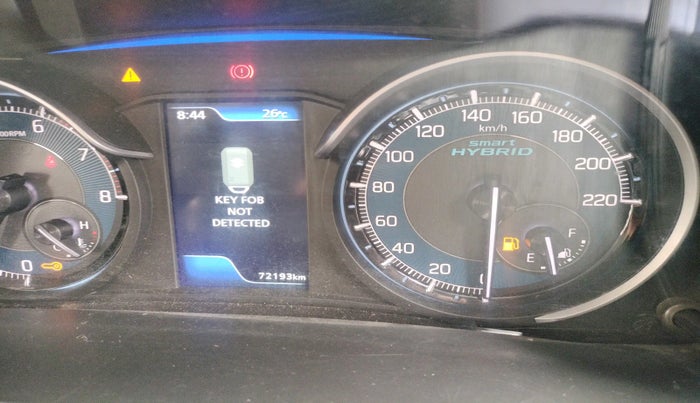 8:44 26°C
KEY FOB
NOT
DETECTED
72193km
6
7
8
H
0
140 160
120 km/h 180
smart
HYBRID
100 200
80 220
60
40
20
0
E F